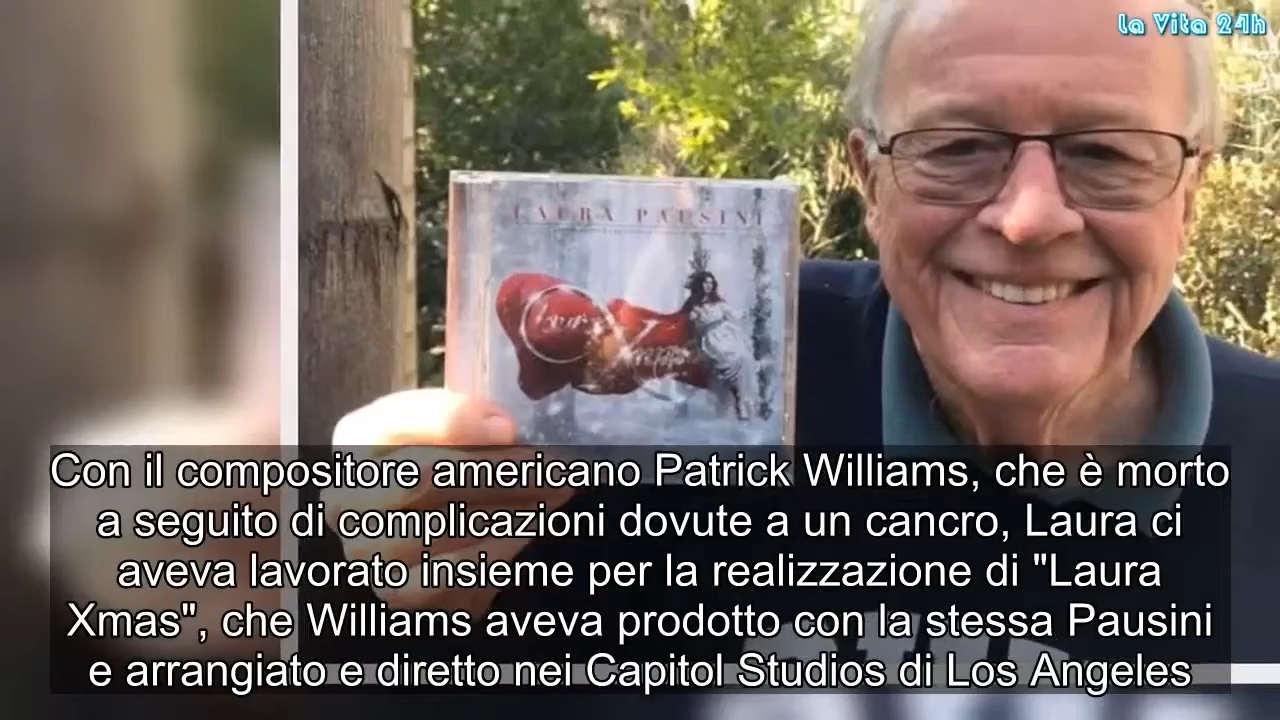 La Vita 24h
LAURA PAUSINI
Laura Xmas
Con il compositore americano Patrick Williams, che è morto
a seguito di complicazioni dovute a un cancro, Laura ci
aveva lavorato insieme per la realizzazione di "Laura
Xmas", che Williams aveva prodotto con la stessa Pausini
e arrangiato e diretto nei Capitol Studios di Los Angeles